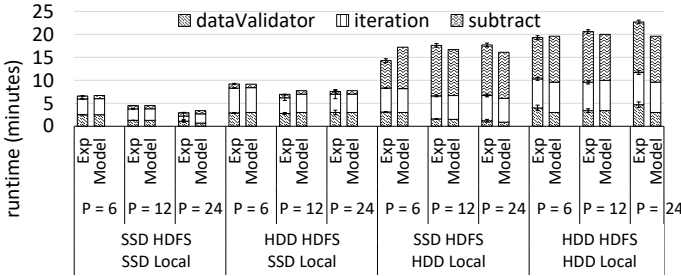 dataValidator iteration subtract
25
20
15
10
5
0
runtime (minutes)
Exp Model Exp Model Exp Model Exp Model Exp Model Exp Model Exp Model Exp Model Exp Model Exp Model Exp Model Exp Model
P = 6 P = 12 P = 24 P = 6 P = 12 P = 24 P = 6 P = 12 P = 24 P = 6 P = 12 P = 24
SSD HDFS HDD HDFS SSD HDFS HDD HDFS
SSD Local SSD Local HDD Local HDD Local